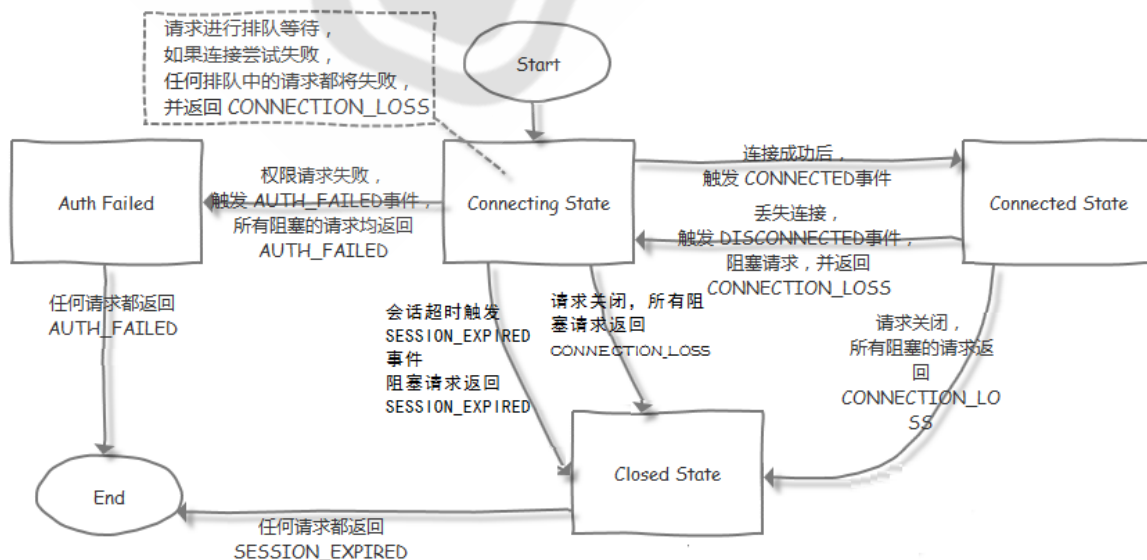 请求进行排队等待，
如果连接尝试失败，
任何排队中的请求都将失败，
并返回 CONNECTION_LOSS
Start
Auth Failed
权限请求失败，
触发 AUTH_FAILED事件，
所有阻塞的请求均返回
AUTH_FAILED
Connecting State
连接成功后，
触发 CONNECTED事件
丢失连接，
触发 DISCONNECTED事件，
阻塞请求，并返回
CONNECTION_LOSS
Connected State
任何请求都返回
AUTH_FAILED
会话超时触发
SESSION_EXPIRED
事件
阻塞请求返回
SESSION_EXPIRED
请求关闭，所有阻
塞请求返回
CONNECTION_LOSS
请求关闭，
所有阻塞的请求返
回
CONNECTION_LO
SS
Closed State
End
任何请求都返回
SESSION_EXPIRED